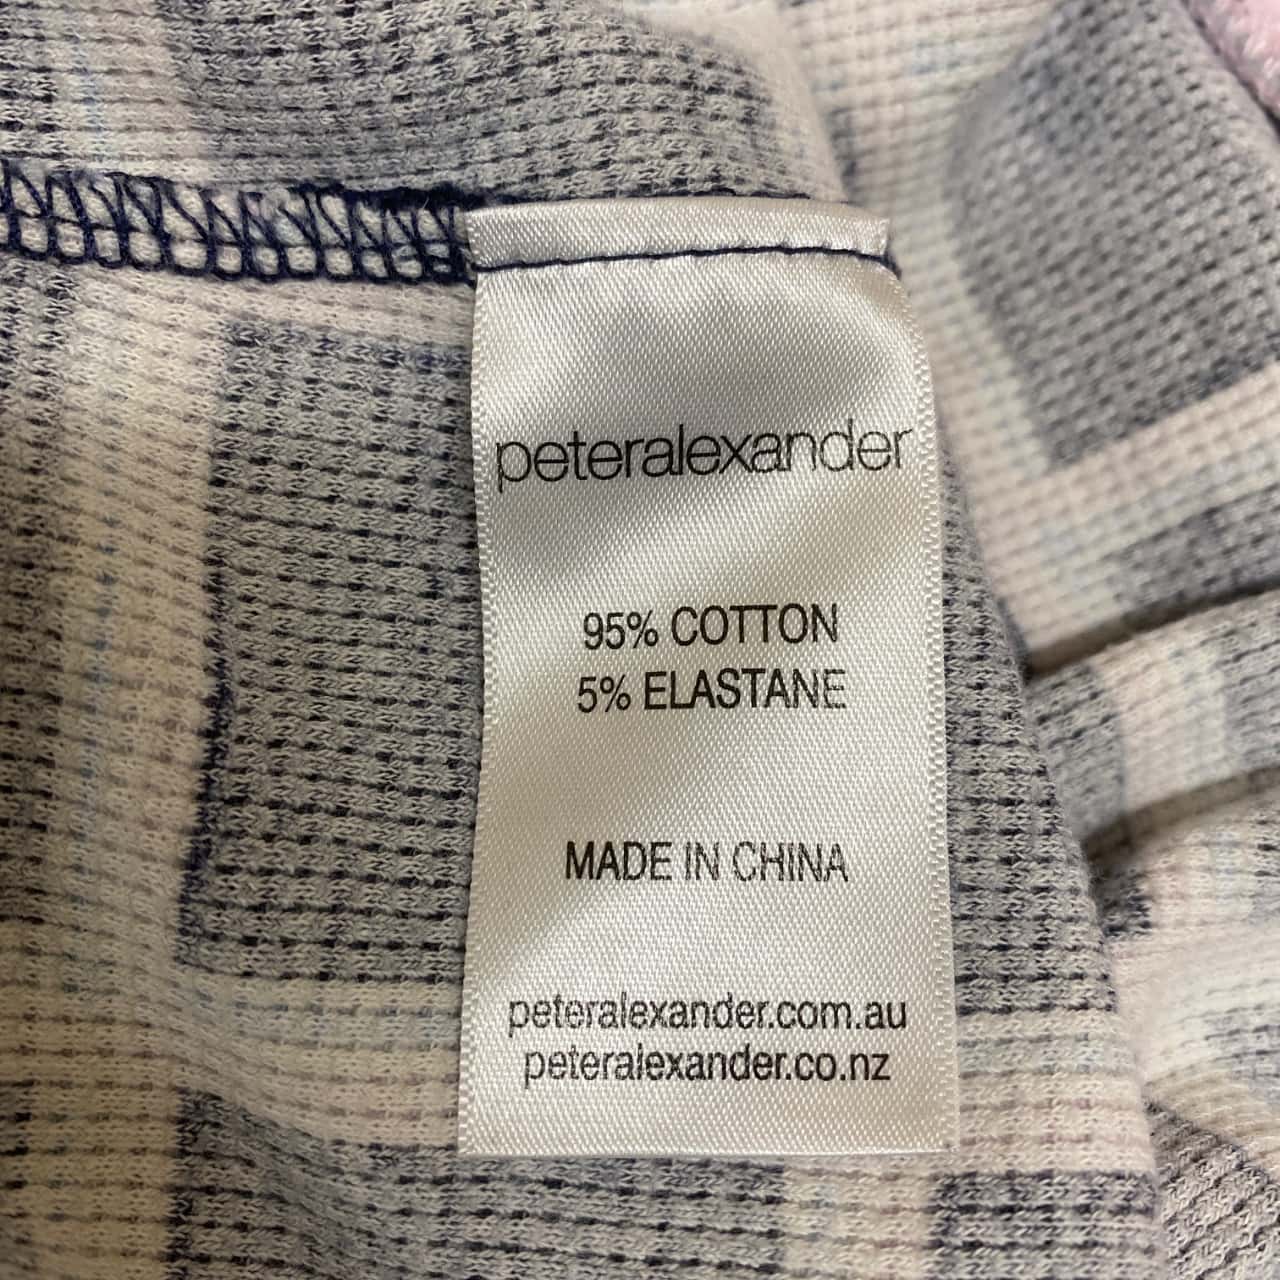 peteralexander
95% COTTON
5% ELASTANE
MADE IN CHINA
peteralexander.com.au
peteralexander.co.nz